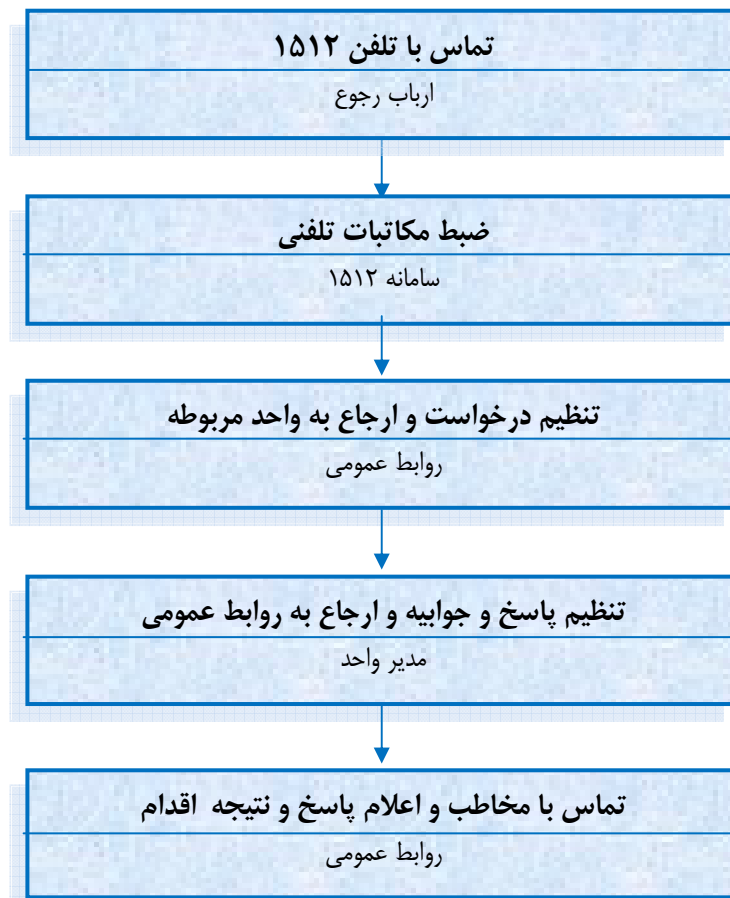 تماس با تلفن ۱۵۱۲
ارباب رجوع
ضبط مکاتبات تلفنی
سامانه ۱۵۱۲
تنظیم درخواست و ارجاع به واحد مربوطه
روابط عمومی
تنظیم پاسخ و جوابیه و ارجاع به روابط عمومی
مدیر واحد
تماس با مخاطب و اعلام پاسخ و نتیجه اقدام
روابط عمومی